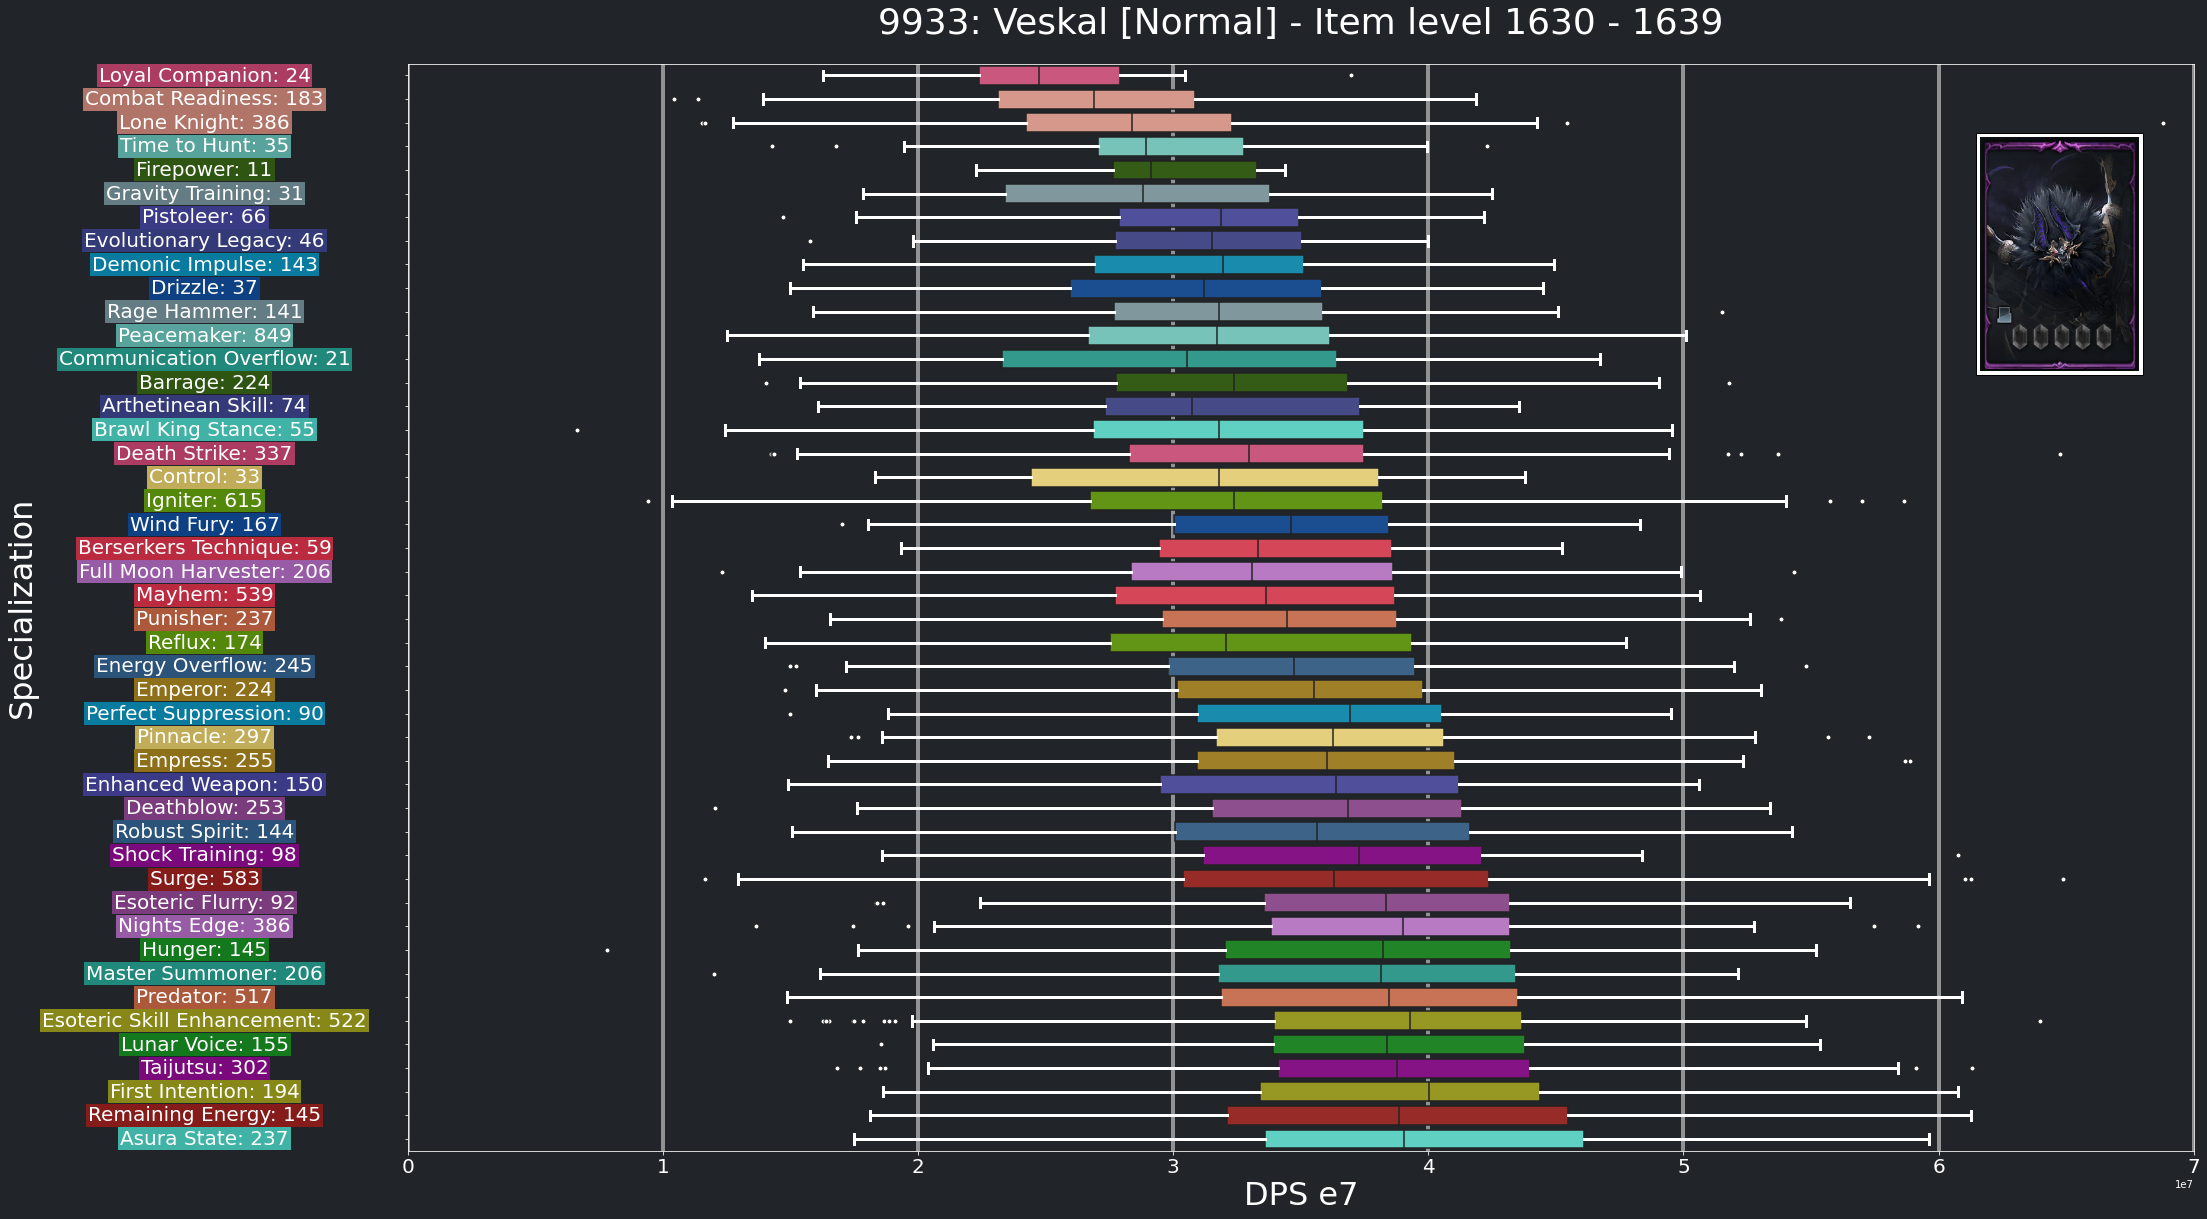 9933: Veskal [Normal] - Item level 1630 - 1639
Loyal Companion: 24
Combat Readiness: 183
Lone Knight: 386
Time to Hunt: 35
Firepower: 11
Gravity Training: 31
Pistoleer: 66
Evolutionary Legacy: 46
Demonic Impulse: 143
Drizzle: 37
Rage Hammer: 141
Peacemaker: 849
Communication Overflow: 21
Barrage: 224
Arthetinean Skill: 74
Brawl King Stance: 55
Death Strike: 337
Control: 33
Igniter: 615
Wind Fury: 167
Berserkers Technique: 59
Full Moon Harvester: 206
Mayhem: 539
Punisher: 237
Reflux: 174
Energy Overflow: 245
Emperor: 224
Perfect Suppression: 90
Pinnacle: 297
Empress: 255
Enhanced Weapon: 150
Deathblow: 253
Robust Spirit: 144
Shock Training: 98
Surge: 583
Esoteric Flurry: 92
Nights Edge: 386
Hunger: 145
Master Summoner: 206
Predator: 517
Esoteric Skill Enhancement: 522
Lunar Voice: 155
Taijutsu: 302
First Intention: 194
Remaining Energy: 145
Asura State: 237
Specialization
0 1 2 3 4 5 6 7
1e7
DPS e7